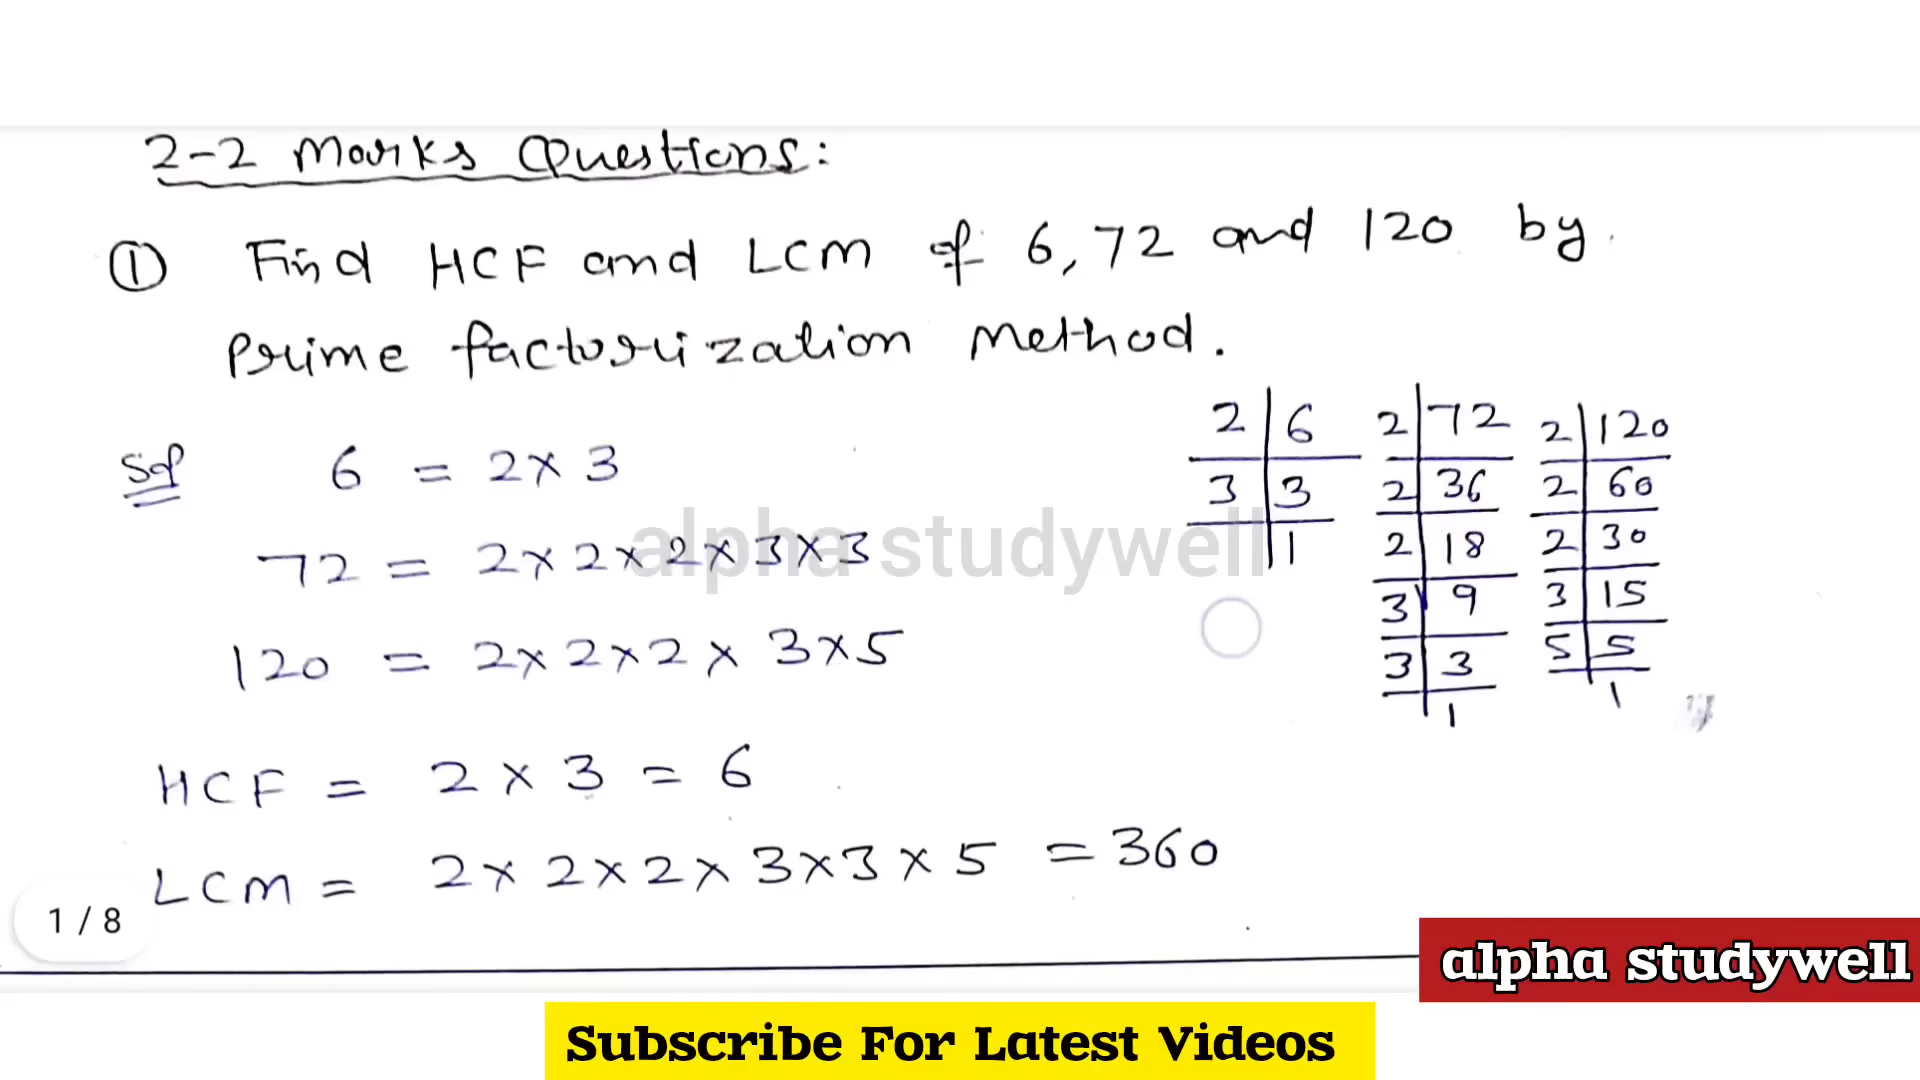 2-2 Marks Questions:
① Find HCF and LCM of 6, 72 and 120 by
Prime factorization Method.
Sol 6 = 2 × 3
72 = 2 × 2 × 2 × 3 × 3
120 = 2 × 2 × 2 × 3 × 5
HCF = 2 × 3 = 6
LCM = 2 × 2 × 2 × 3 × 3 × 5 = 360
2 | 6
3 | 3
| 1
2 | 72
2 | 36
2 | 18
3 | 9
3 | 3
| 1
2 | 120
2 | 60
2 | 30
3 | 15
5 | 5
1
alpha studywell
1 / 8
alpha studywell
Subscribe For Latest Videos